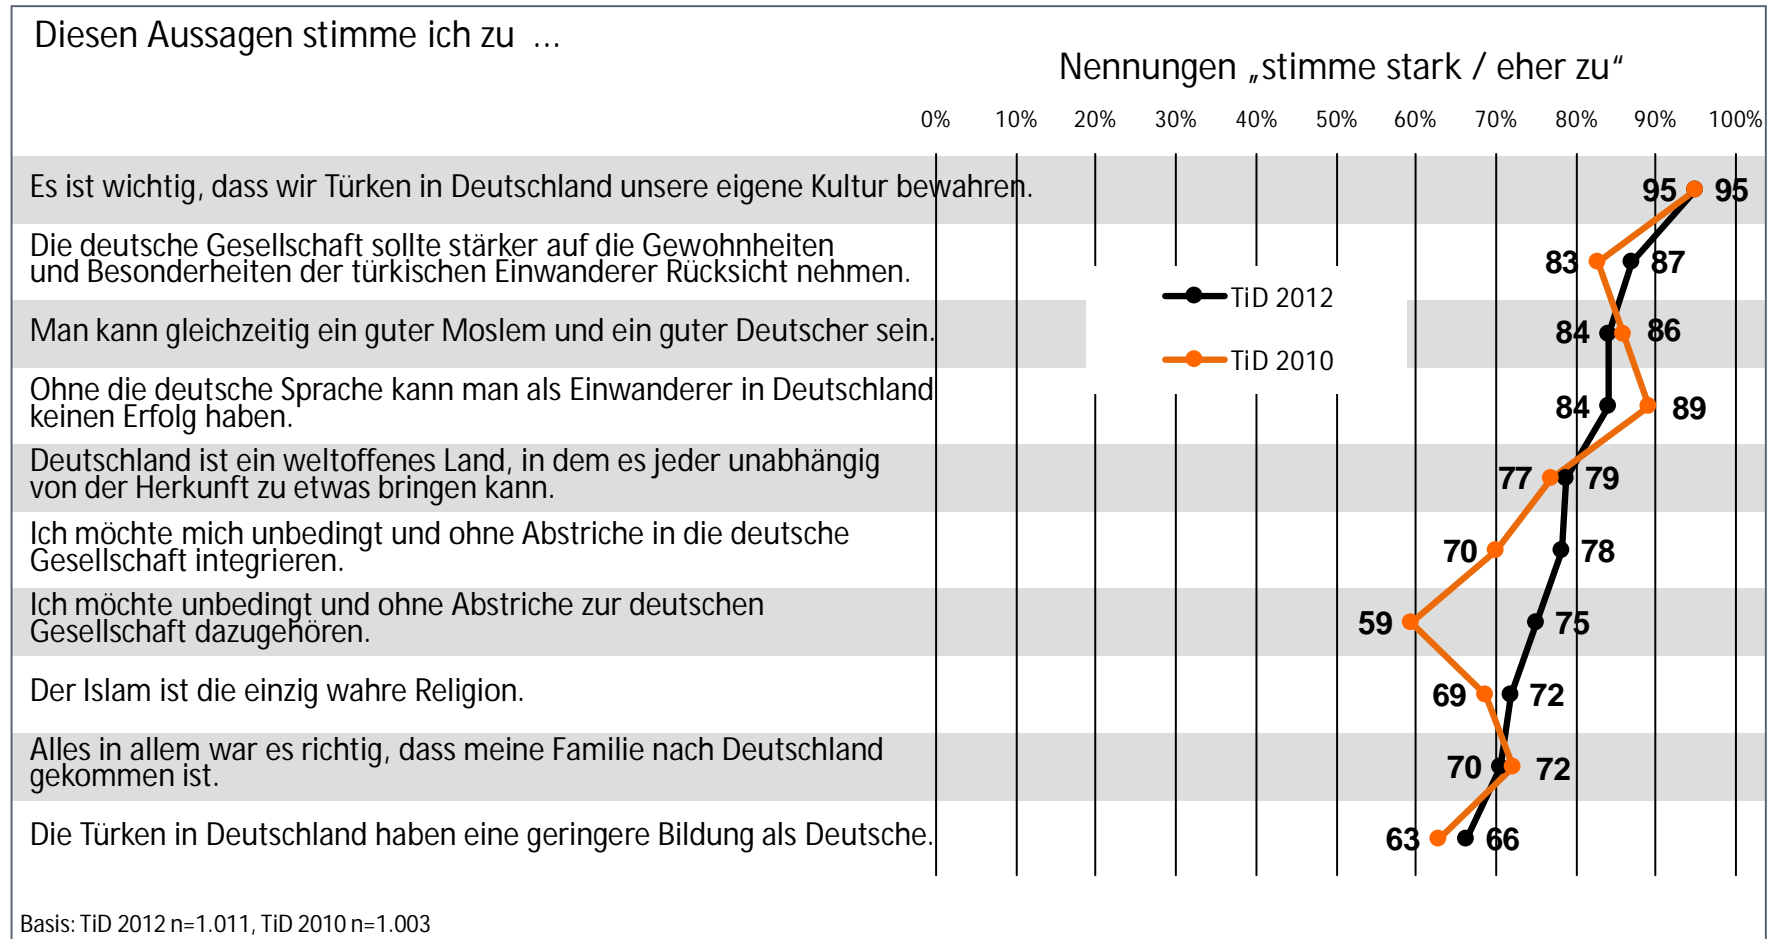 Diesen Aussagen stimme ich zu ...
Nennungen „stimme stark / eher zu“
0% 10% 20% 30% 40% 50% 60% 70% 80% 90% 100%
Es ist wichtig, dass wir Türken in Deutschland unsere eigene Kultur bewahren.
95 95
Die deutsche Gesellschaft sollte stärker auf die Gewohnheiten
und Besonderheiten der türkischen Einwanderer Rücksicht nehmen.
83 87
TiD 2012
Man kann gleichzeitig ein guter Moslem und ein guter Deutscher sein.
84 86
TiD 2010
Ohne die deutsche Sprache kann man als Einwanderer in Deutschland
keinen Erfolg haben.
84 89
Deutschland ist ein weltoffenes Land, in dem es jeder unabhängig
von der Herkunft zu etwas bringen kann.
77 79
Ich möchte mich unbedingt und ohne Abstriche in die deutsche
Gesellschaft integrieren.
70 78
Ich möchte unbedingt und ohne Abstriche zur deutschen
Gesellschaft dazugehören.
59 75
Der Islam ist die einzig wahre Religion.
69 72
Alles in allem war es richtig, dass meine Familie nach Deutschland
gekommen ist.
70 72
Die Türken in Deutschland haben eine geringere Bildung als Deutsche.
63 66
Basis: TiD 2012 n=1.011, TiD 2010 n=1.003